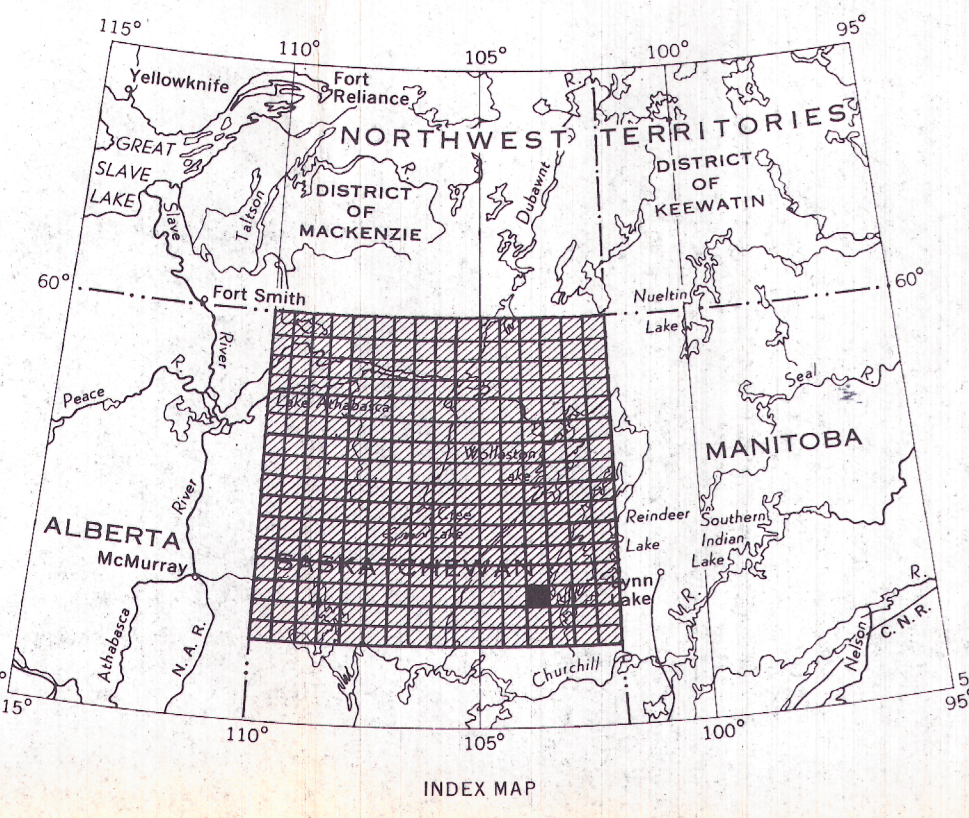 115°
110°
105°
100°
95°
Yellowknife
Fort
Reliance
R.
NORTHWEST TERRITORIES
GREAT
SLAVE
LAKE
Slave
Taltson
R.
DISTRICT
OF
MACKENZIE
Dubawnt
DISTRICT
OF
KEEWATIN
60°
60°
Fort Smith
Nueltin
Lake
River
R.
Peace
Lake Athabasca
Seal R.
Wollaston
Lake
MANITOBA
River
Cree
Lake
Reindeer
Lake
Southern
Indian
Lake
ALBERTA
McMurray
SASKATCHEWAN
Lynn
Lake
R.
R.
Athabasca
N. A. R.
Churchill
Nelson
C.N.R.
15°
110°
105°
100°
95
INDEX MAP